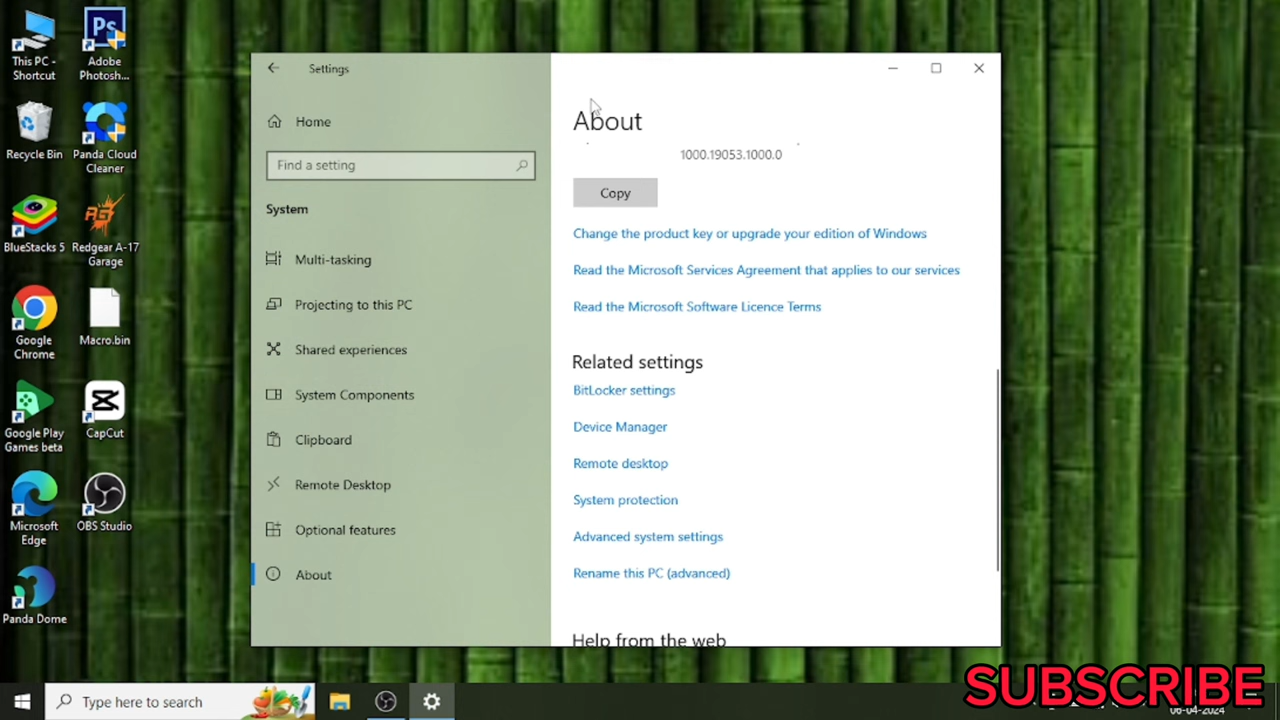 This PC -
Shortcut
Ps
Adobe
Photosh...
Recycle Bin
Panda Cloud
Cleaner
BlueStacks 5
Redgear A-17
Garage
Google
Chrome
Macro.bin
Google Play
Games beta
CapCut
Microsoft
Edge
OBS Studio
Panda Dome
Settings
Home
Find a setting
System
Multi-tasking
Projecting to this PC
Shared experiences
System Components
Clipboard
Remote Desktop
Optional features
About
About
1000.19053.1000.0
Copy
Change the product key or upgrade your edition of Windows
Read the Microsoft Services Agreement that applies to our services
Read the Microsoft Software Licence Terms
Related settings
BitLocker settings
Device Manager
Remote desktop
System protection
Advanced system settings
Rename this PC (advanced)
Help from the web
Type here to search
SUBSCRIBE
06-04-2024